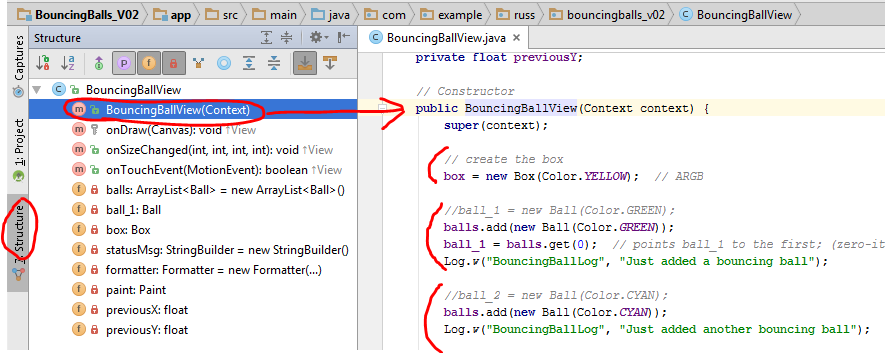 BouncingBalls_V02 app src main java com example russ bouncingballs_v02 BouncingBallView
Captures
1: Project
7: Structure
Structure
BouncingBallView
BouncingBallView(Context)
onDraw(Canvas): void ↑View
onSizeChanged(int, int, int, int): void ↑View
onTouchEvent(MotionEvent): boolean ↑View
balls: ArrayList<Ball> = new ArrayList<Ball>()
ball_1: Ball
box: Box
statusMsg: StringBuilder = new StringBuilder()
formatter: Formatter = new Formatter(...)
paint: Paint
previousX: float
previousY: float
BouncingBallView.java ×
private float previousY;
// Constructor
public BouncingBallView(Context context) {
super(context);
// create the box
box = new Box(Color.YELLOW);  // ARGB
//ball_1 = new Ball(Color.GREEN);
balls.add(new Ball(Color.GREEN));
ball_1 = balls.get(0);  // points ball_1 to the first; (zero-it
Log.w("BouncingBallLog", "Just added a bouncing ball");
//ball_2 = new Ball(Color.CYAN);
balls.add(new Ball(Color.CYAN));
Log.w("BouncingBallLog", "Just added another bouncing ball");